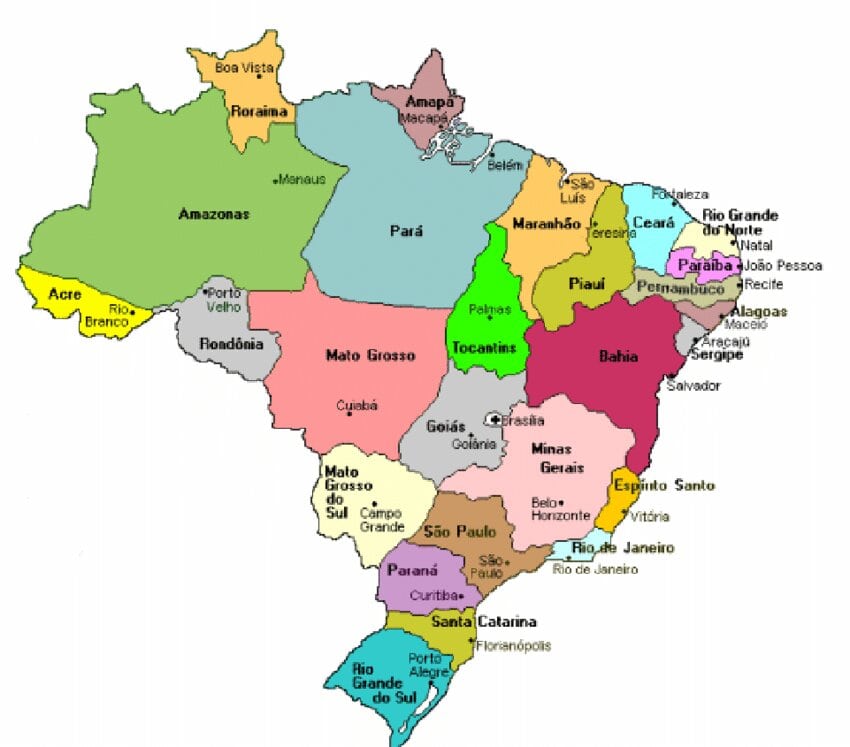 Boa Vista
Roraima
Amapá
Macapá
Belém
Manaus
Amazonas
Pará
São
Luís
Maranhão
Teresina
Fortaleza
Ceará
Rio Grande
do Norte
Natal
Paraíba
João Pessoa
Piauí
Pernambuco
Recife
Alagoas
Maceió
Aracajú
Sergipe
Acre
Rio
Branco
Porto
Velho
Rondônia
Mato Grosso
Cuiabá
Palmas
Tocantins
Bahia
Salvador
Goiás
Goiânia
Brasília
Minas
Gerais
Belo
Horizonte
Espínto Santo
Vitória
Mato
Grosso
do
Sul
Campo
Grande
São Paulo
São
Paulo
Rio de Janeiro
Rio de Janeiro
Paraná
Curitiba
Santa Catarina
Florianópolis
Porto
Alegre
Rio
Grande
do Sul